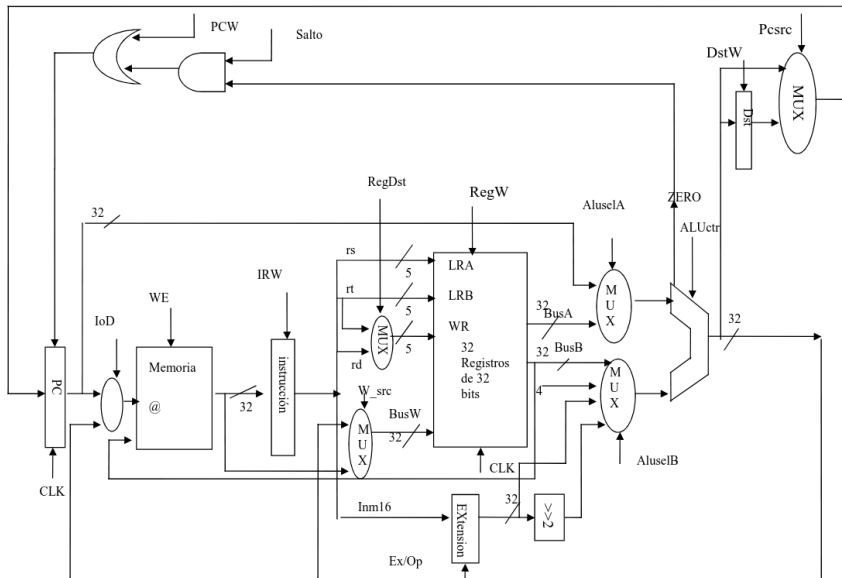 PCW
Salto
Pcsrc
DstW
MUX
Dst
RegDst
RegW
AluselA
ZERO
ALUctr
32
rs
5
LRA
IRW
rt
5
LRB
MUX
WE
IoD
MUX
5
WR
32
BusA
32
rd
5
32
Registros
de 32
bits
32
BusB
Memoria
@
PC
instrucción
32
W_src
MUX
BusW
32
4
MUX
CLK
CLK
AluselB
Inm16
EXtension
32
>>2
Ex/Op